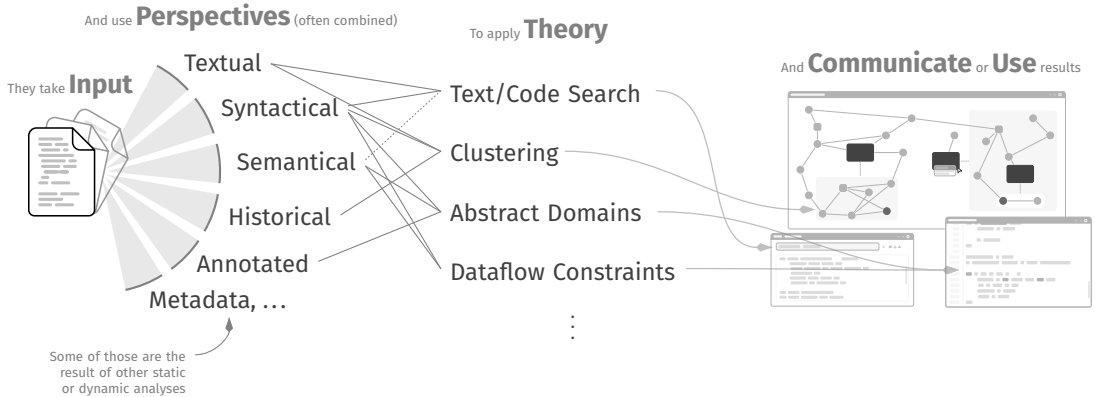 They take Input
And use Perspectives (often combined)
Textual
Syntactical
Semantical
Historical
Annotated
Metadata, ...
Some of those are the
result of other static
or dynamic analyses
To apply Theory
Text/Code Search
Clustering
Abstract Domains
Dataflow Constraints
⋮
And Communicate or Use results